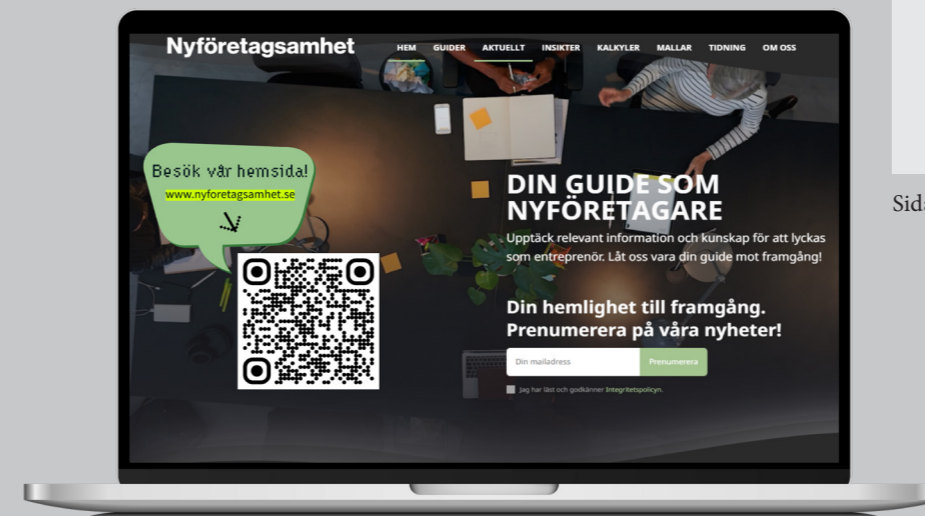 Nyföretagsamhet
HEM GUIDER AKTUELLT INSIKTER KALKYLER MALLAR TIDNING OM OSS
Besök vår hemsida!
www.nyforetagsamhet.se
DIN GUIDE SOM
NYFÖRETAGARE
Upptäck relevant information och kunskap för att lyckas
som entreprenör. Låt oss vara din guide mot framgång!
Din hemlighet till framgång.
Prenumerera på våra nyheter!
Din mailadress Prenumerera
Jag har läst och godkänner Integritetspolicyn.